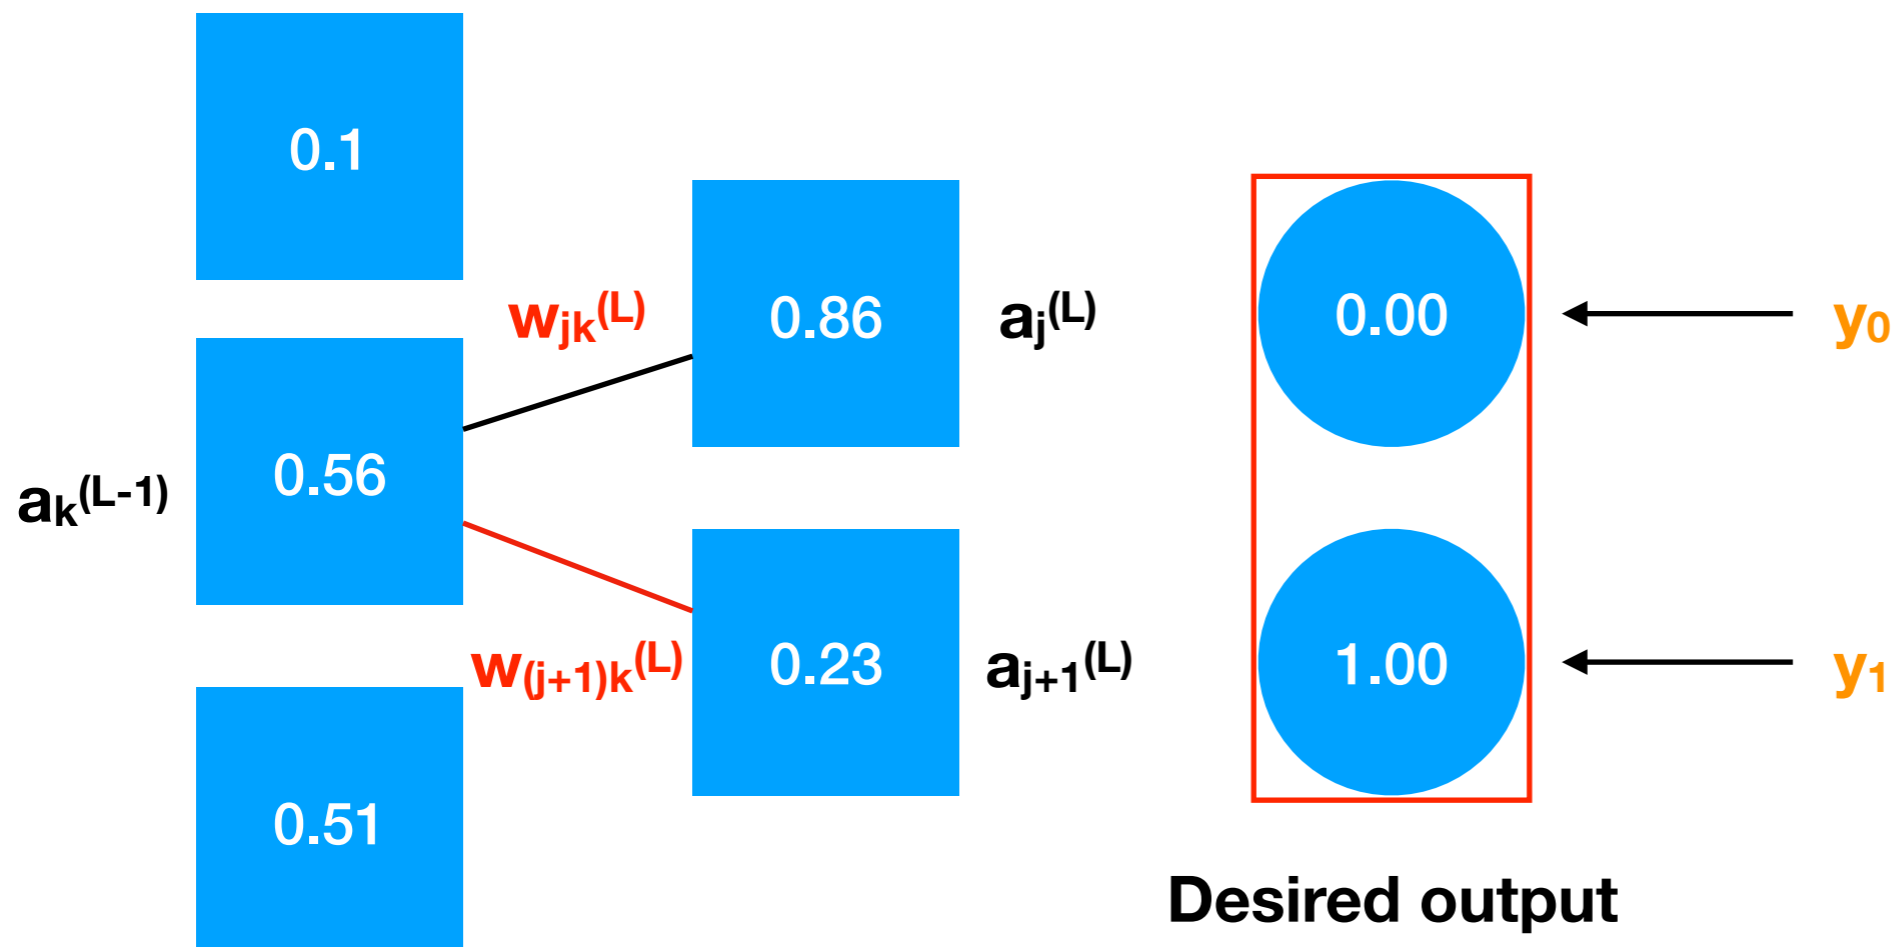 0.1
w_jk^(L)
0.86
a_j^(L)
0.00
y_0
a_k^(L-1)
0.56
w_(j+1)k^(L)
0.23
a_j+1^(L)
1.00
y_1
0.51
Desired output